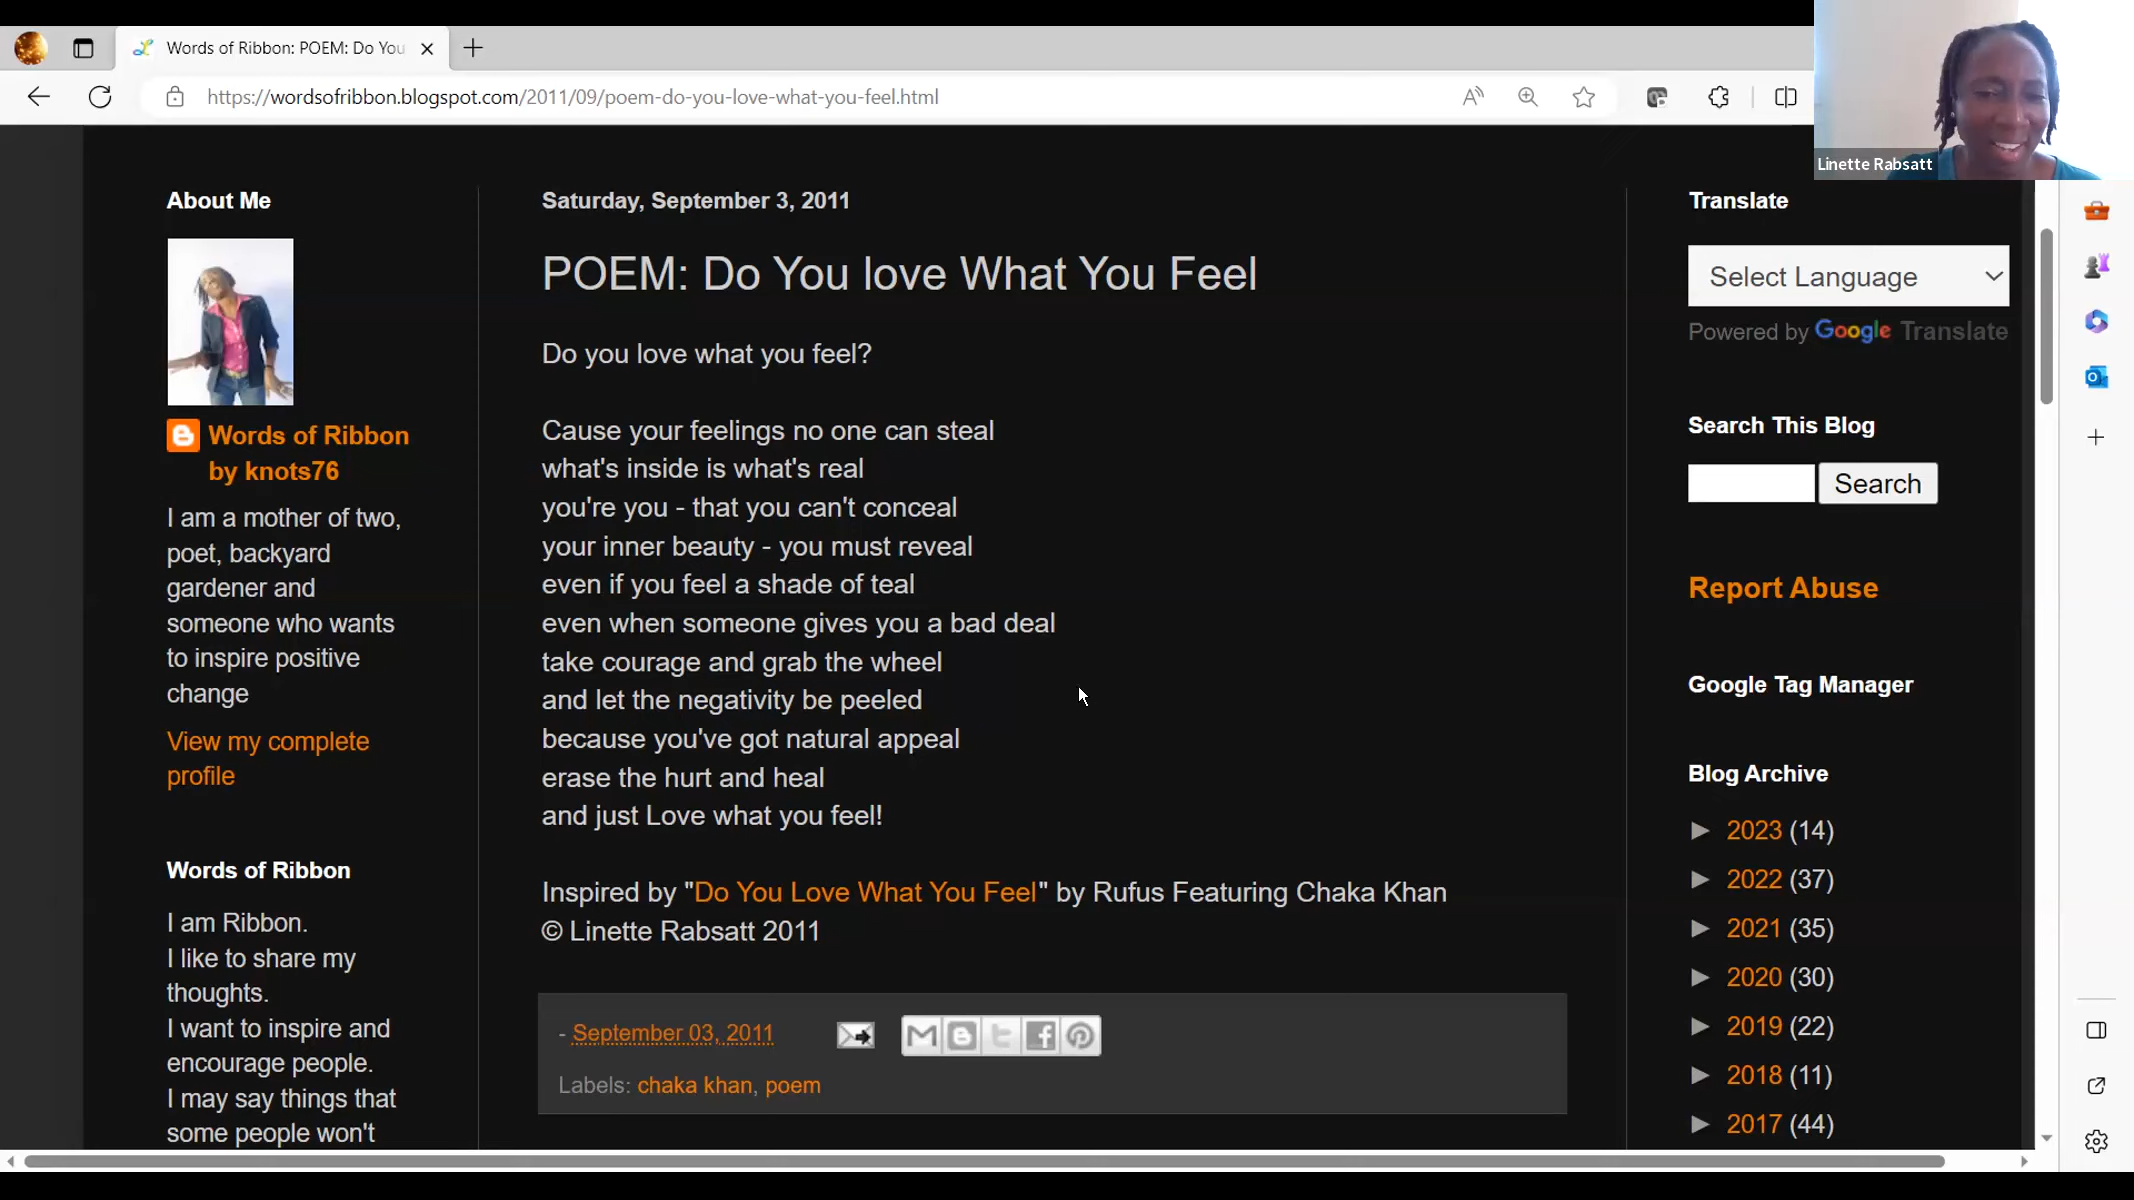 Words of Ribbon: POEM: Do You
https://wordsofribbon.blogspot.com/2011/09/poem-do-you-love-what-you-feel.html
Linette Rabsatt
About Me
Words of Ribbon
by knots76
I am a mother of two,
poet, backyard
gardener and
someone who wants
to inspire positive
change
View my complete
profile
Words of Ribbon
I am Ribbon.
I like to share my
thoughts.
I want to inspire and
encourage people.
I may say things that
some people won't
Saturday, September 3, 2011
POEM: Do You love What You Feel
Do you love what you feel?
Cause your feelings no one can steal
what's inside is what's real
you're you - that you can't conceal
your inner beauty - you must reveal
even if you feel a shade of teal
even when someone gives you a bad deal
take courage and grab the wheel
and let the negativity be peeled
because you've got natural appeal
erase the hurt and heal
and just Love what you feel!
Inspired by "Do You Love What You Feel" by Rufus Featuring Chaka Khan
© Linette Rabsatt 2011
- September 03, 2011
Labels: chaka khan, poem
Translate
Select Language
Powered by Google Translate
Search This Blog
Search
Report Abuse
Google Tag Manager
Blog Archive
► 2023 (14)
► 2022 (37)
► 2021 (35)
► 2020 (30)
► 2019 (22)
► 2018 (11)
► 2017 (44)